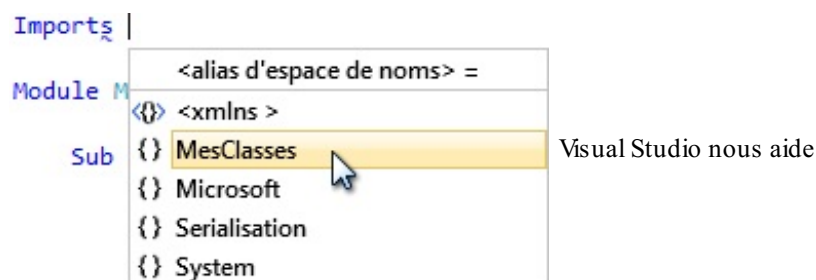 Imports
<alias d'espace de noms> =
Module M
<xmlns >
Sub
{} MesClasses
Visual Studio nous aide
{} Microsoft
{} Serialisation
{} System